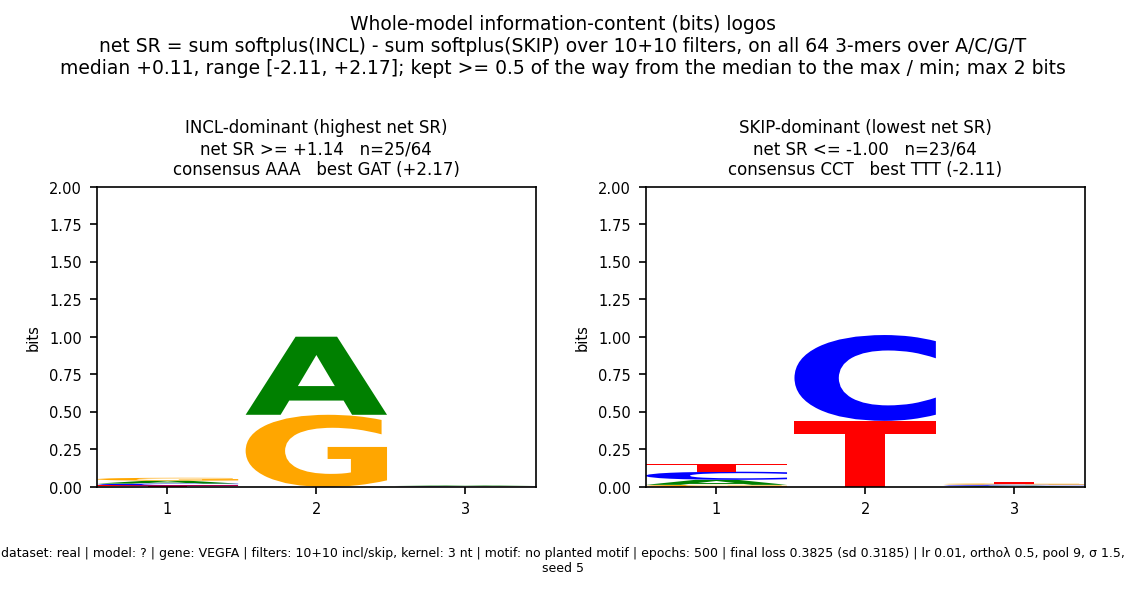 Whole-model information-content (bits) logos
net SR = sum softplus(INCL) - sum softplus(SKIP) over 10+10 filters, on all 64 3-mers over A/C/G/T
median +0.11, range [-2.11, +2.17]; kept >= 0.5 of the way from the median to the max / min; max 2 bits
INCL-dominant (highest net SR)
net SR >= +1.14   n=25/64
consensus AAA   best GAT (+2.17)
2.00
1.75
1.50
1.25
1.00
0.75
0.50
0.25
0.00
bits
A
G
1
2
3
SKIP-dominant (lowest net SR)
net SR <= -1.00   n=23/64
consensus CCT   best TTT (-2.11)
2.00
1.75
1.50
1.25
1.00
0.75
0.50
0.25
0.00
bits
C
T
T
C
A
T
1
2
3
dataset: real | model: ? | gene: VEGFA | filters: 10+10 incl/skip, kernel: 3 nt | motif: no planted motif | epochs: 500 | final loss 0.3825 (sd 0.3185) | lr 0.01, orthoλ 0.5, pool 9, σ 1.5,
seed 5